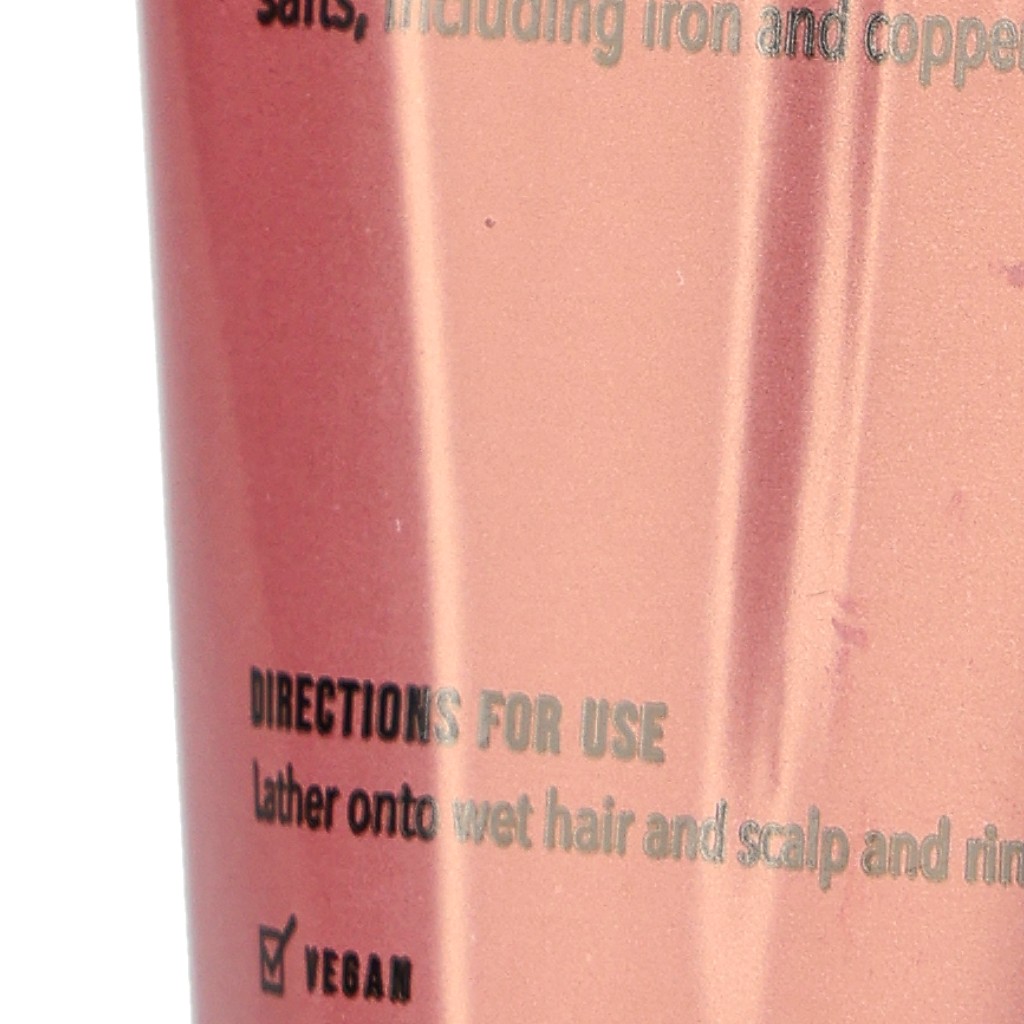 salts, including iron and copper
DIRECTIONS FOR USE
Lather onto wet hair and scalp and rin
VEGAN